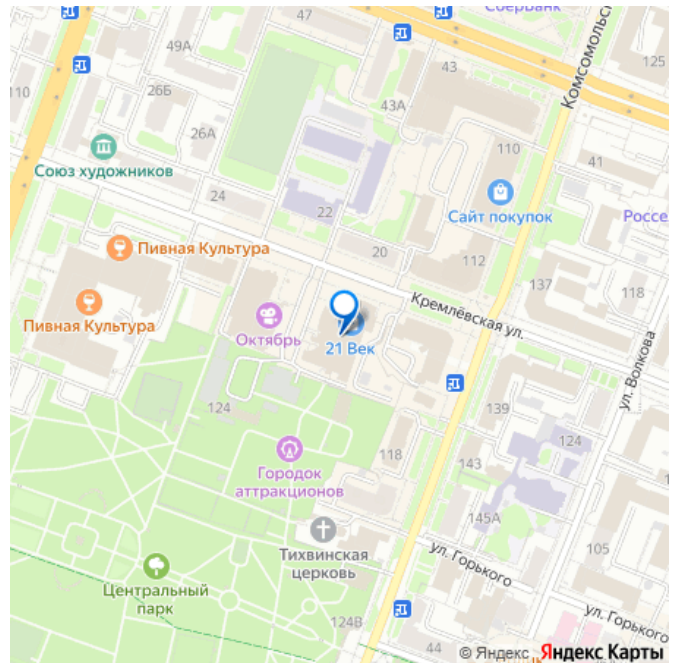 47
Сбербанк
49А
43
125
110
26Б
43А
Комсомольс
26А
110
41
Союз художников
24
22
Сайт покупок
Россе
20
Пивная Культура
112
137
118
Кремлёвская ул.
Пивная Культура
Октябрь
21 Век
ул. Волкова
124
139
124
118
Городок
аттракционов
143
145А
Тихвинская
церковь
ул. Горького
105
Центральный
парк
124В
ул. Горького
44
© Яндекс
Яндекс Карты